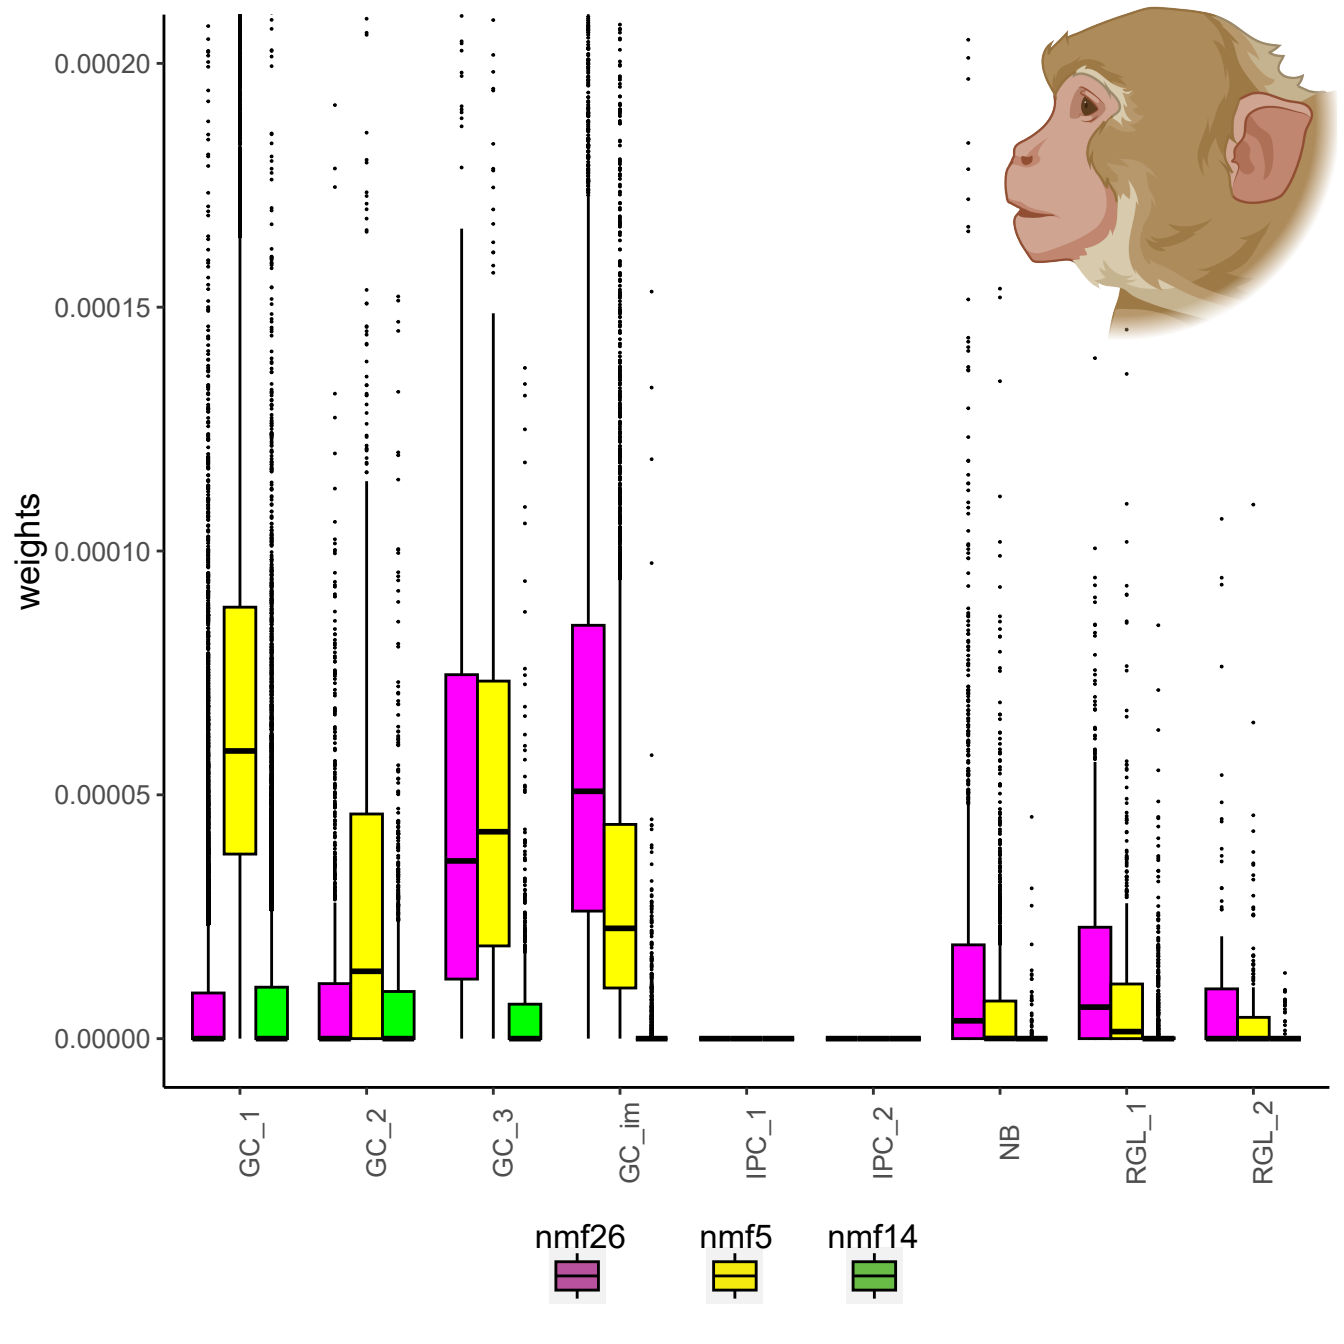 weights
0.00020
0.00015
0.00010
0.00005
0.00000
GC_1
GC_2
GC_3
GC_im
IPC_1
IPC_2
NB
RGL_1
RGL_2
nmf26 nmf5 nmf14